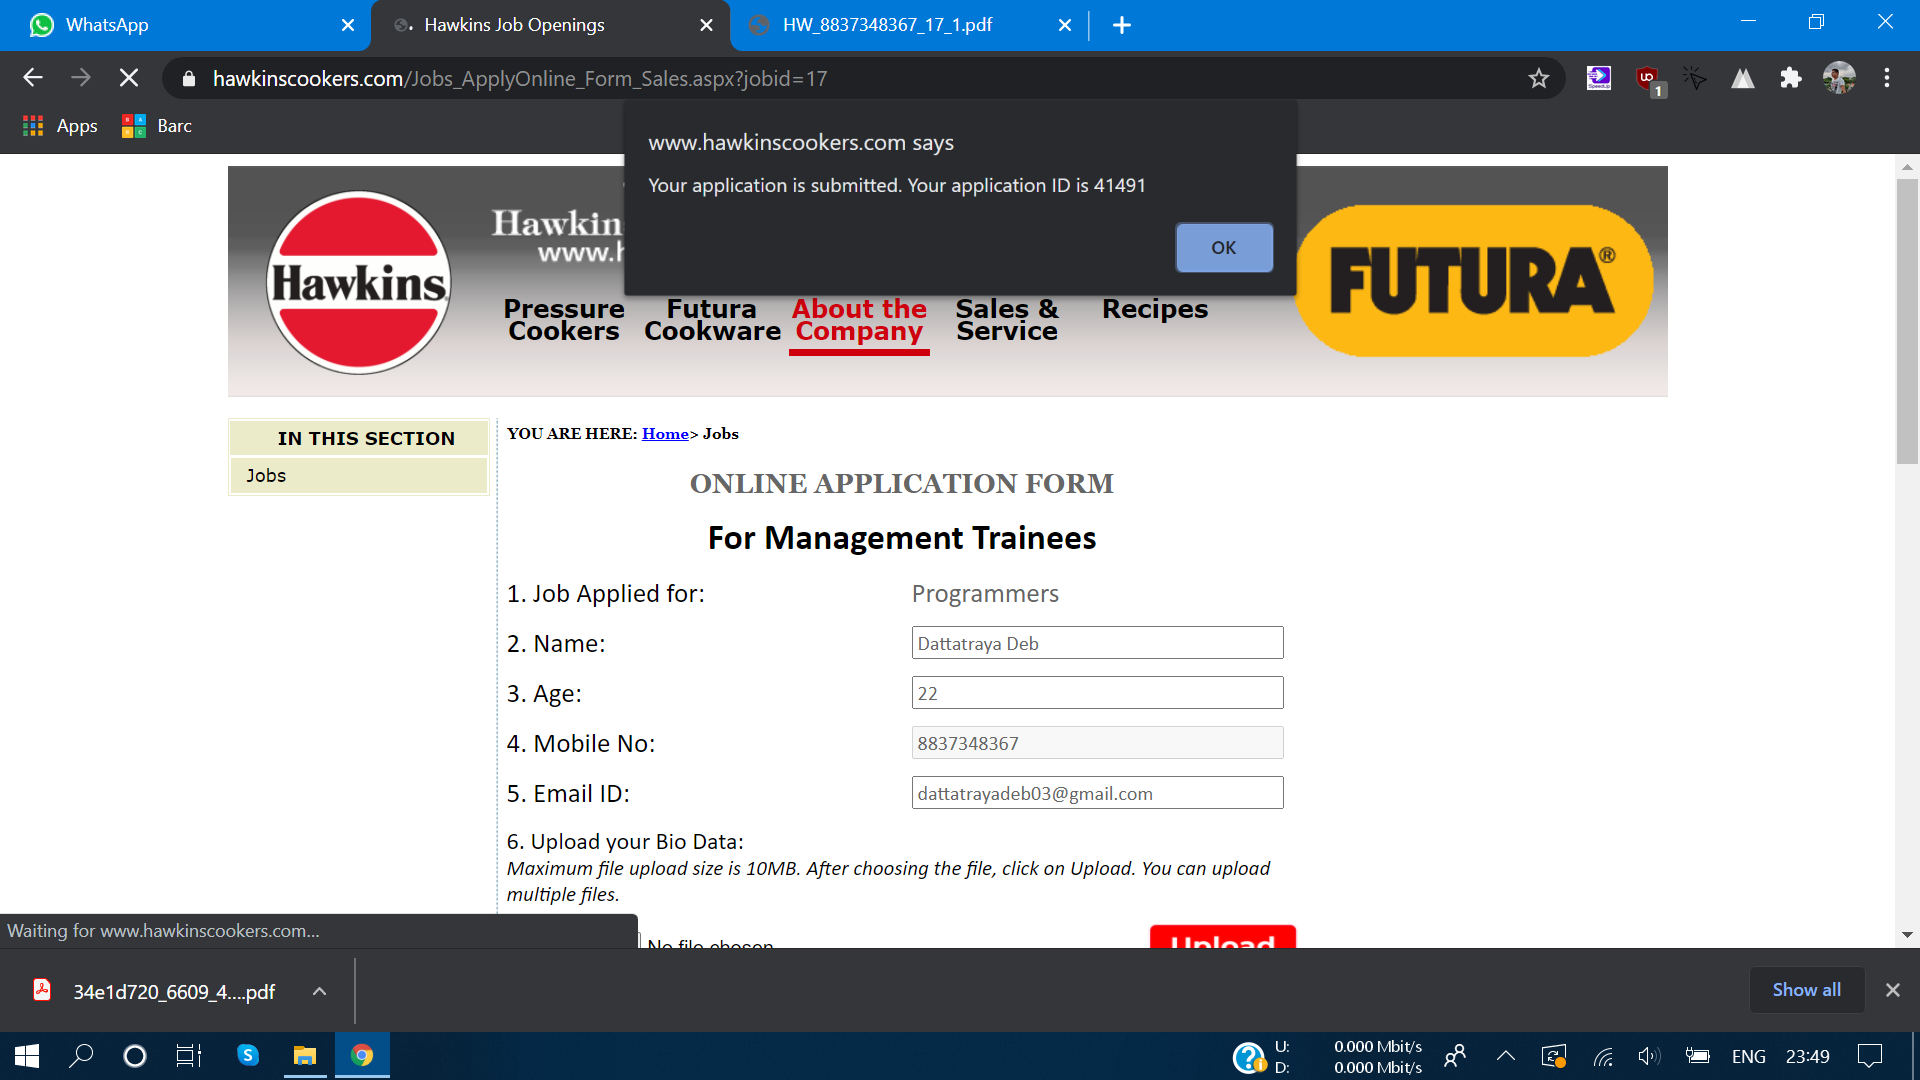 WhatsApp
Hawkins Job Openings
HW_8837348367_17_1.pdf
hawkinscookers.com/Jobs_ApplyOnline_Form_Sales.aspx?jobid=17
SpeedUp
1
Apps
Barc
www.hawkinscookers.com says
Your application is submitted. Your application ID is 41491
OK
Hawkins
Hawkin
www.h
FUTURA®
Pressure Cookers
Futura Cookware
About the Company
Sales & Service
Recipes
IN THIS SECTION
Jobs
YOU ARE HERE: Home> Jobs
ONLINE APPLICATION FORM
For Management Trainees
1. Job Applied for: Programmers
2. Name: Dattatraya Deb
3. Age: 22
4. Mobile No: 8837348367
5. Email ID: dattatrayadeb03@gmail.com
6. Upload your Bio Data:
Maximum file upload size is 10MB. After choosing the file, click on Upload. You can upload
multiple files.
No file chosen
Upload
Waiting for www.hawkinscookers.com...
34e1d720_6609_4....pdf
Show all
U: 0.000 Mbit/s
D: 0.000 Mbit/s
ENG
23:49